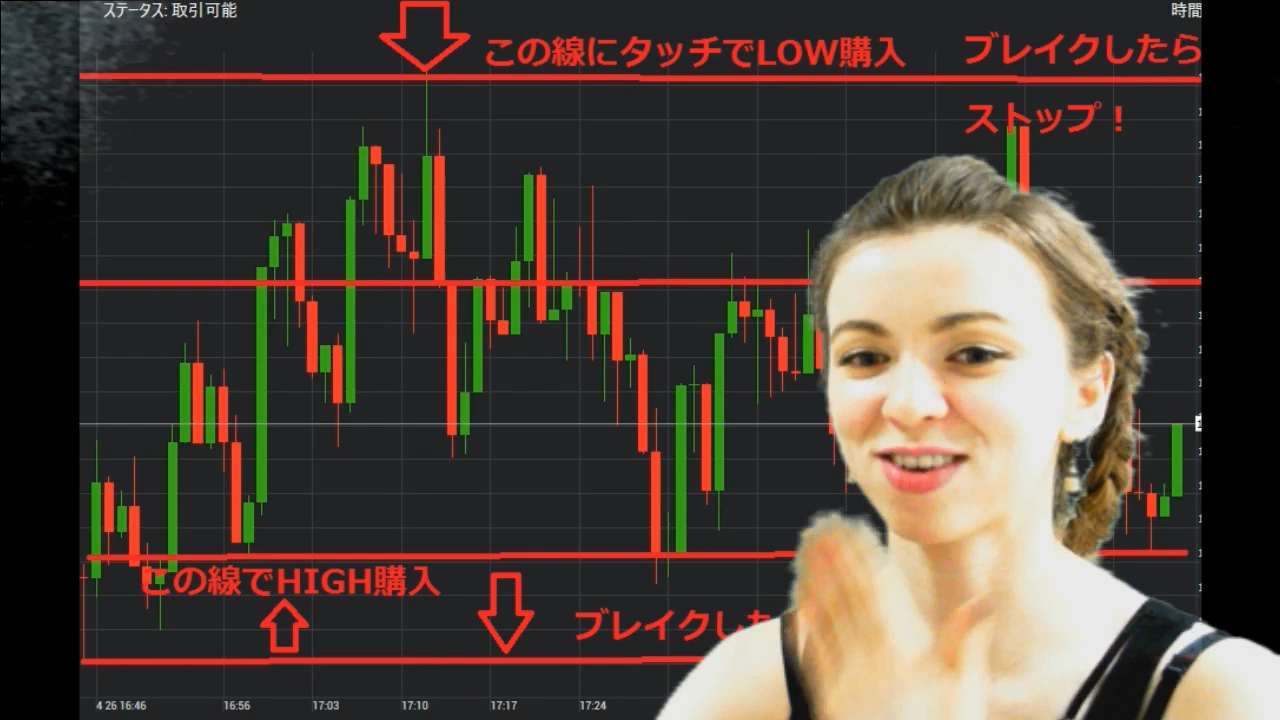 ステータス: 取引可能
時間
この線にタッチでLOW購入
ブレイクしたら
ストップ！
この線でHIGH購入
ブレイクした
4 26 16:46
16:56
17:03
17:10
17:17
17:24